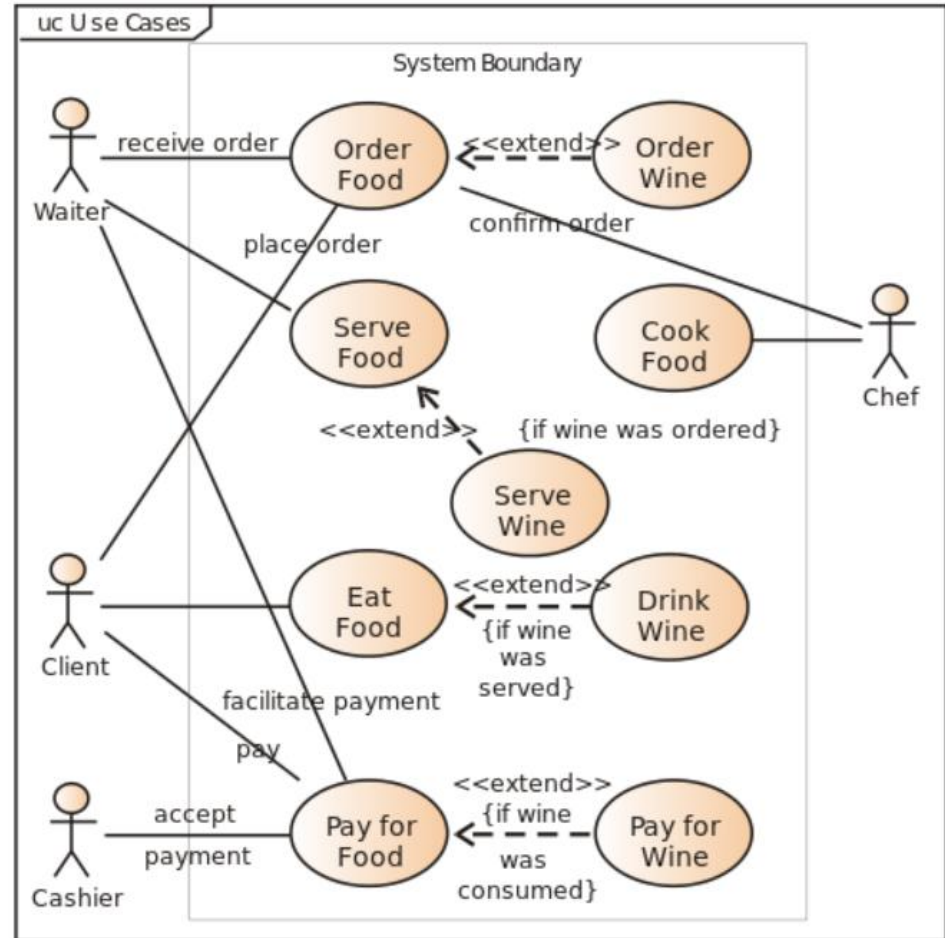 uc Use Cases
System Boundary
receive order
Order
Food
<<extend>>
Order
Wine
Waiter
place order
confirm order
Serve
Food
Cook
Food
Chef
<<extend>>
{if wine was ordered}
Serve
Wine
Client
Eat
Food
<<extend>>
{if wine
was
served}
Drink
Wine
facilitate payment
pay
Cashier
accept
payment
Pay for
Food
<<extend>>
{if wine
was
consumed}
Pay for
Wine